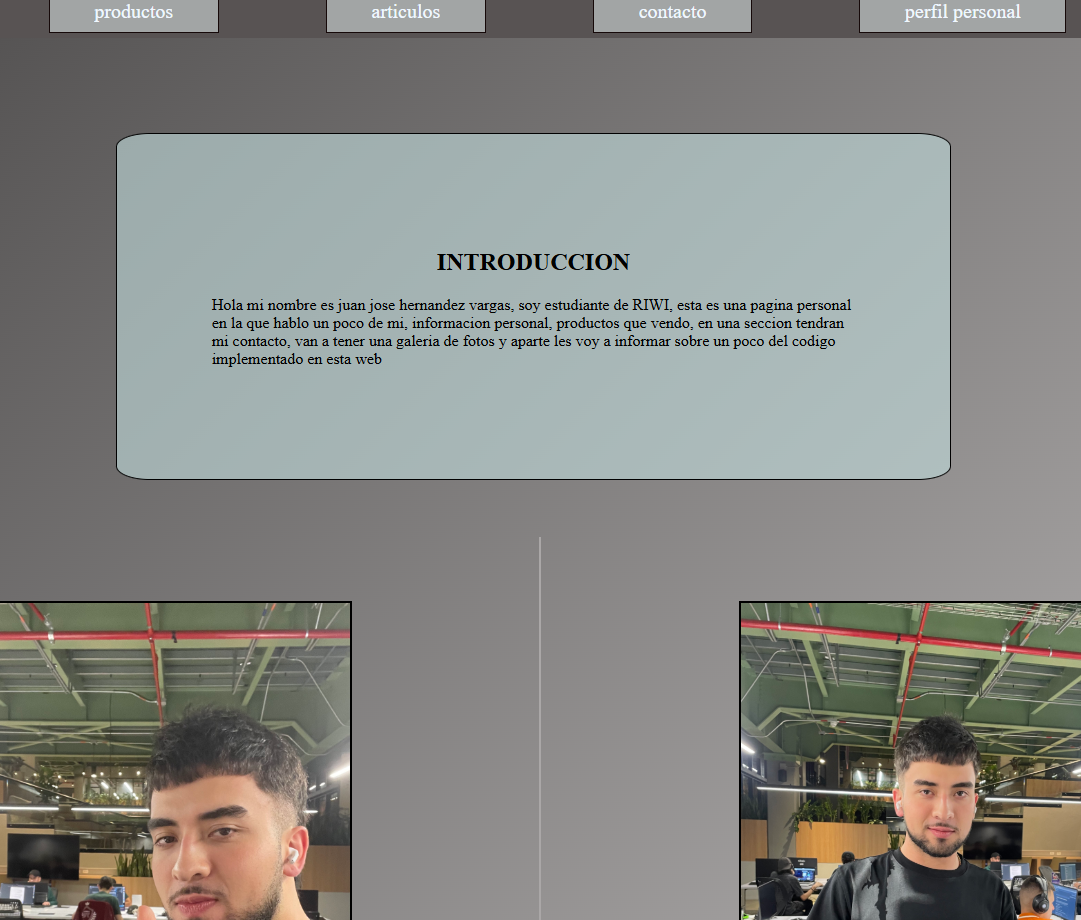 productos
articulos
contacto
perfil personal
INTRODUCCION
Hola mi nombre es juan jose hernandez vargas, soy estudiante de RIWI, esta es una pagina personal
en la que hablo un poco de mi, informacion personal, productos que vendo, en una seccion tendran
mi contacto, van a tener una galeria de fotos y aparte les voy a informar sobre un poco del codigo
implementado en esta web